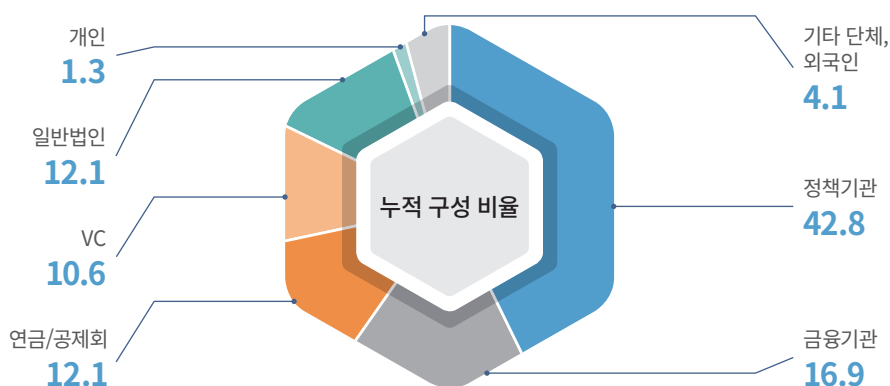 개인
1.3
일반법인
12.1
VC
10.6
연금/공제회
12.1
누적 구성 비율
기타 단체,
외국인
4.1
정책기관
42.8
금융기관
16.9